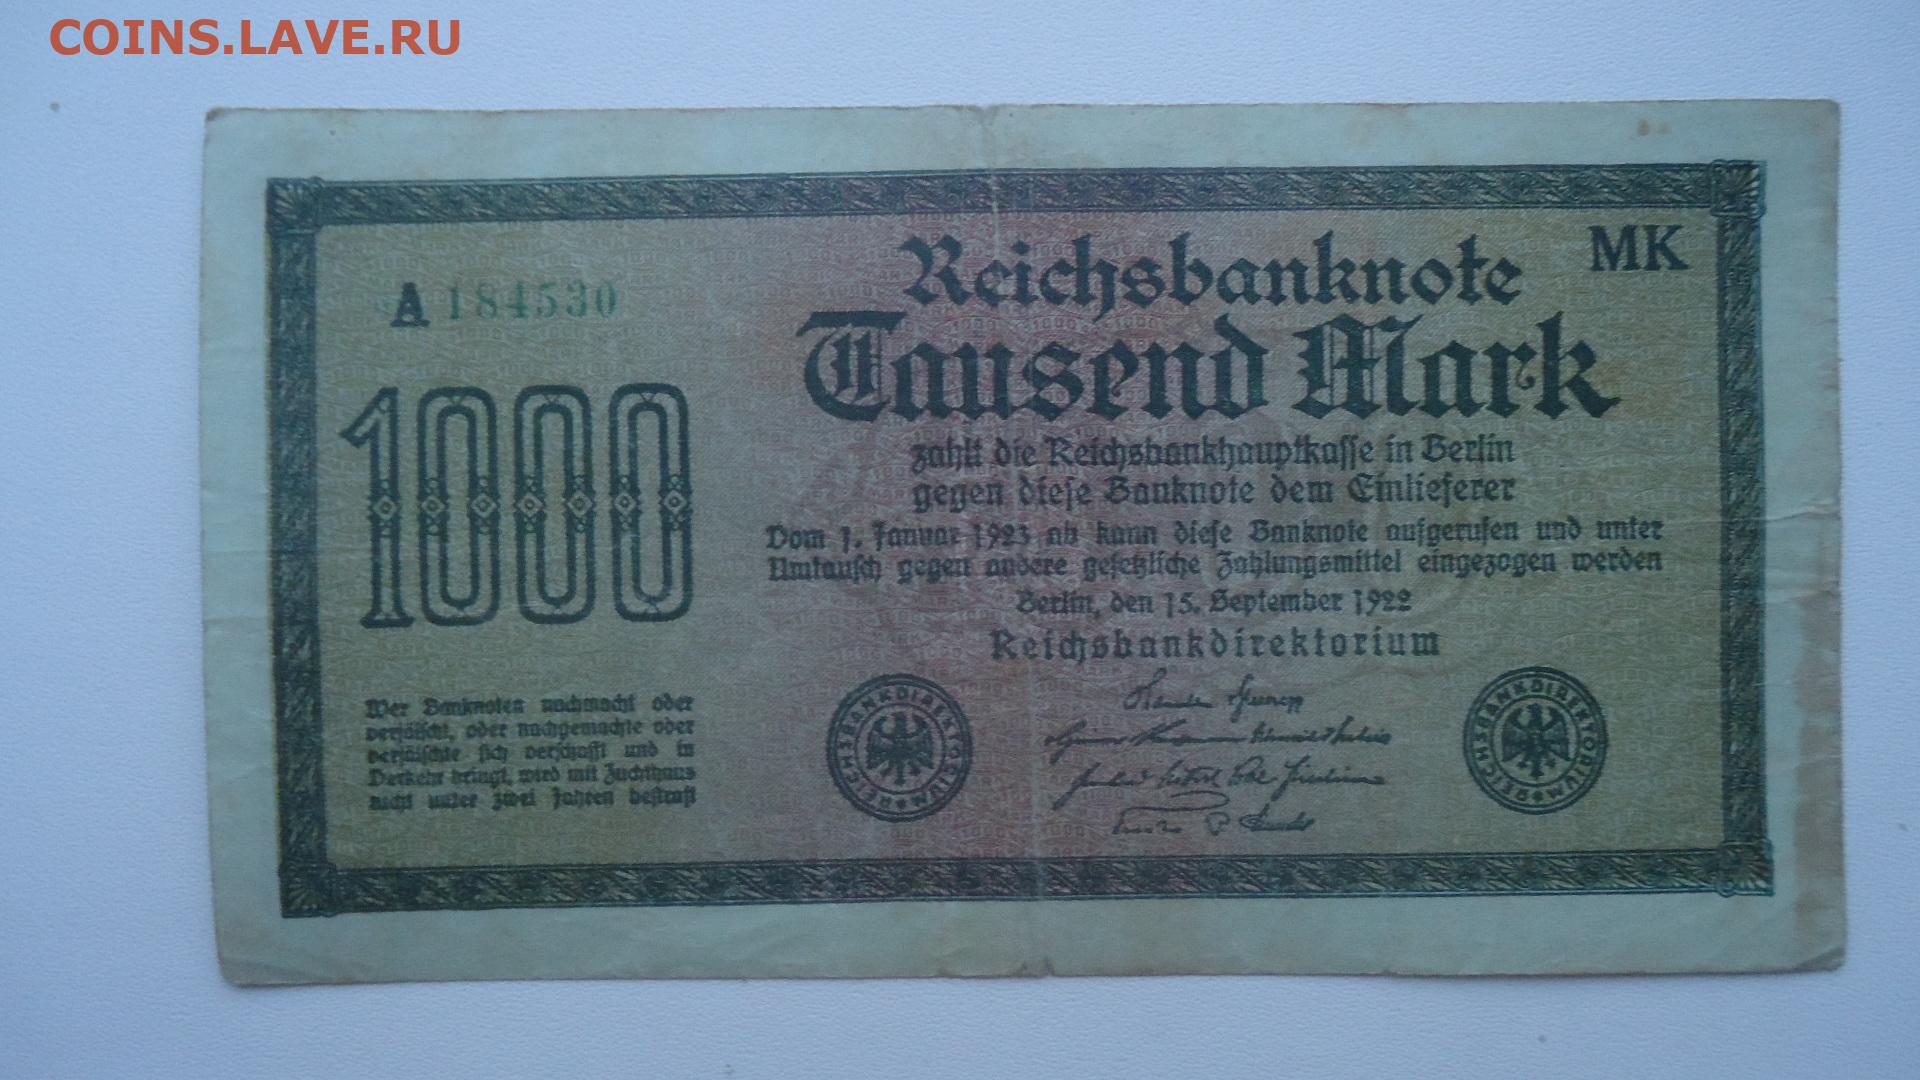 COINS.LAVE.RU
Reichsbanknote
MK
A 184530
Tausend Mark
1000
zahlt die Reichsbankhauptkasse in Berlin
gegen diese Banknote dem Einlieferer
Vom 1. Januar 1923 ab kann diese Banknote aufgerufen und unter
Umtausch gegen andere gesetzliche Zahlungsmittel eingezogen werden
Berlin, den 15. September 1922
Reichsbankdirektorium
Wer Banknoten nachmacht oder
verfälscht, oder nachgemachte oder
verfälschte sich verschafft und in
Verkehr bringt, wird mit Zuchthaus
nicht unter zwei Jahren bestraft
REICHSBANKDIREKTORIUM
REICHSBANKDIREKTORIUM